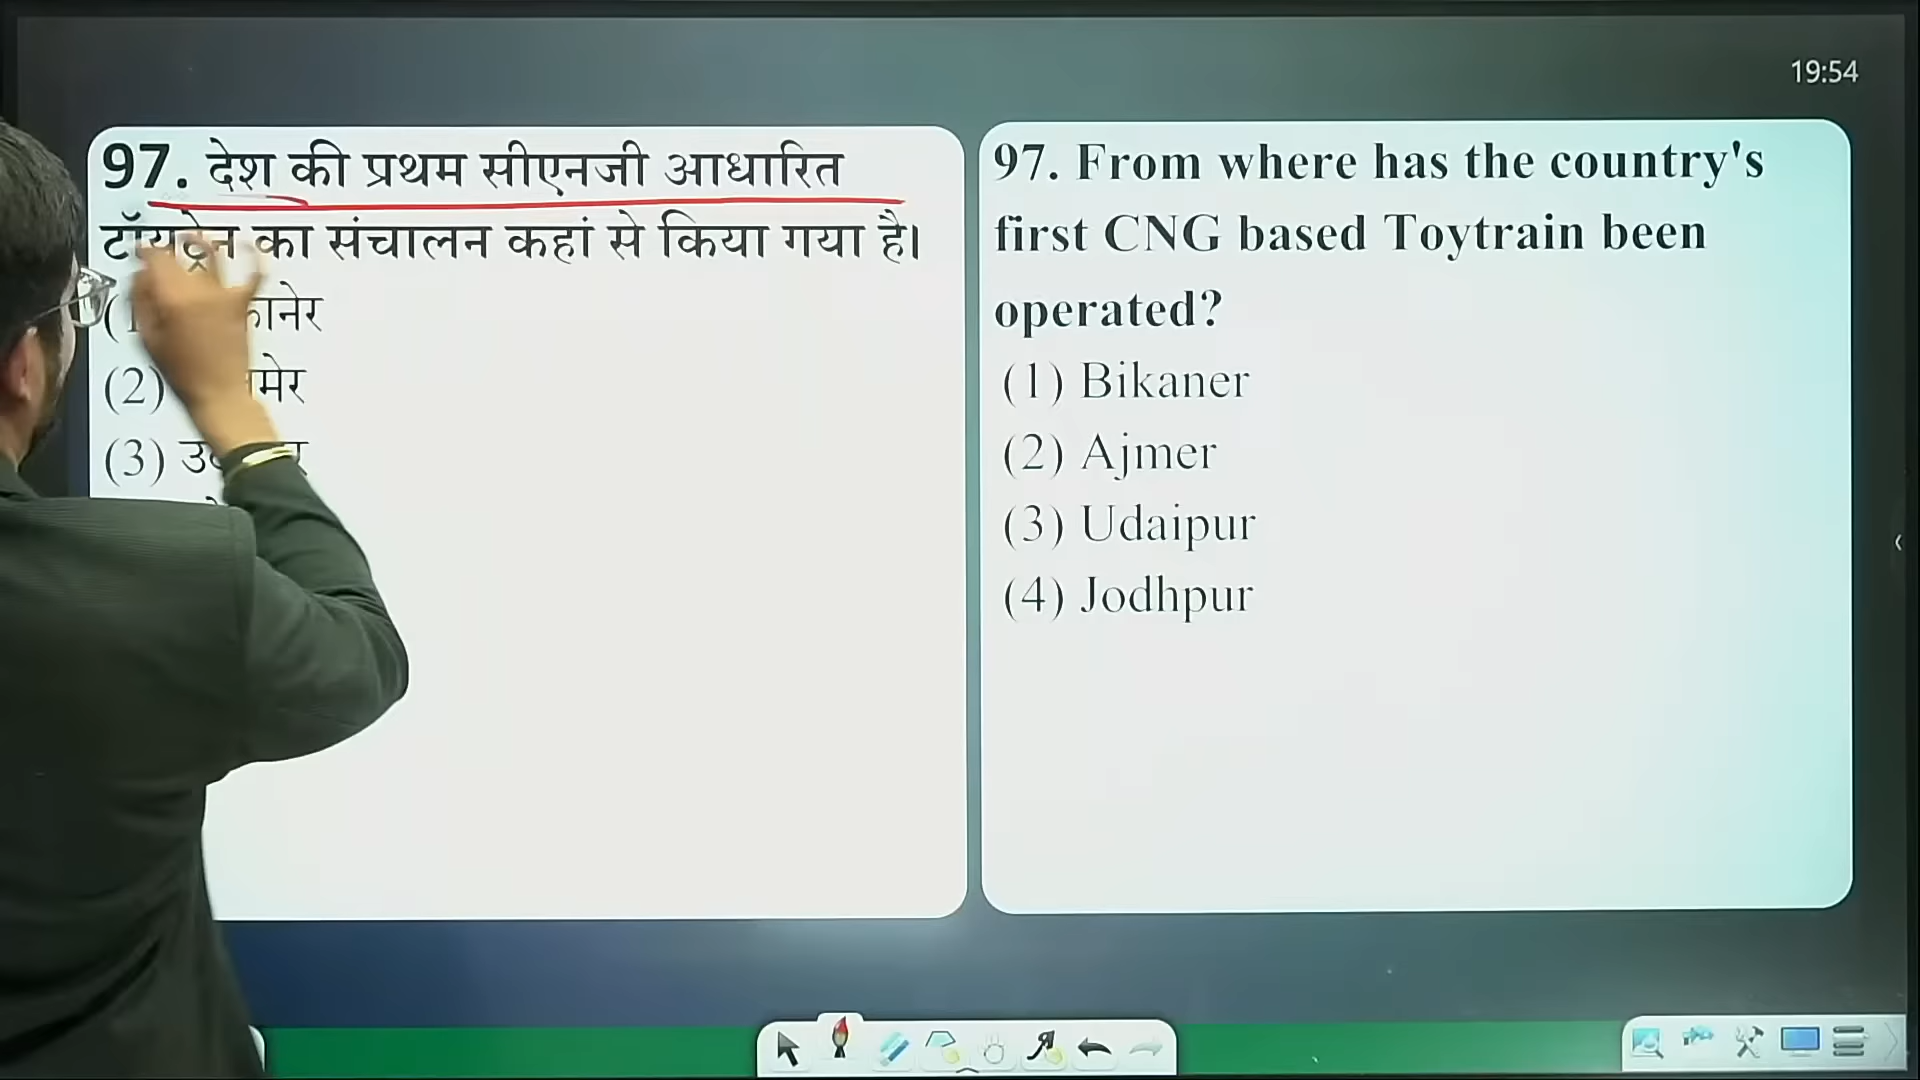 19:54
97. देश की प्रथम सीएनजी आधारित
टॉयट्रेन का संचालन कहां से किया गया है।
(2)
(3)
97. From where has the country's
first CNG based Toytrain been
operated?
(1) Bikaner
(2) Ajmer
(3) Udaipur
(4) Jodhpur